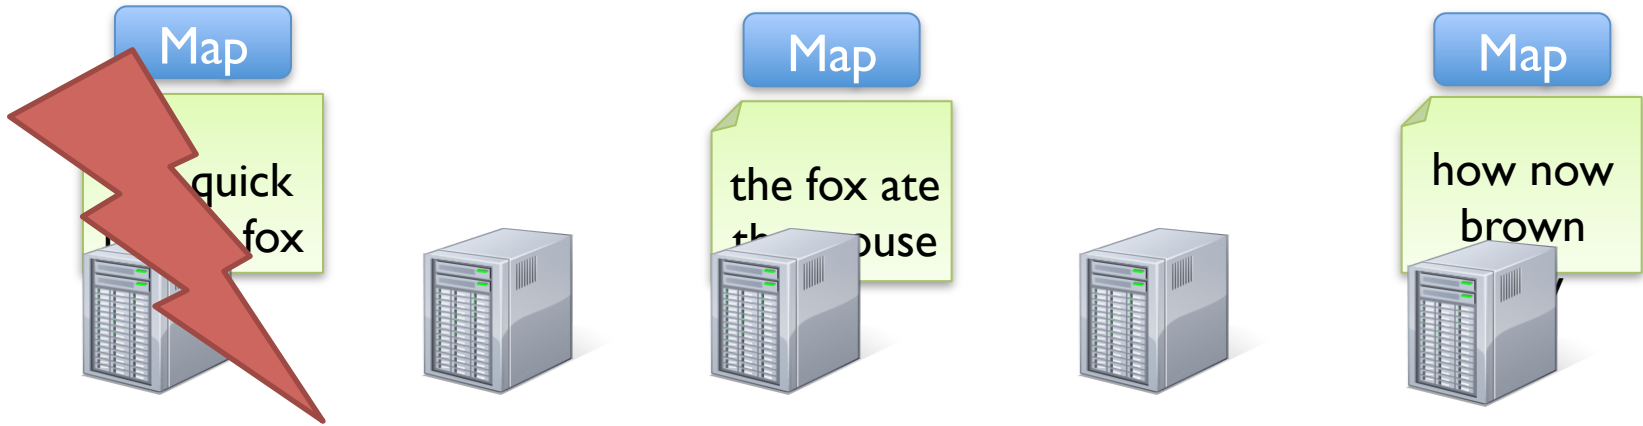 Map
quick
fox
Map
the fox ate
Map
how now
brown